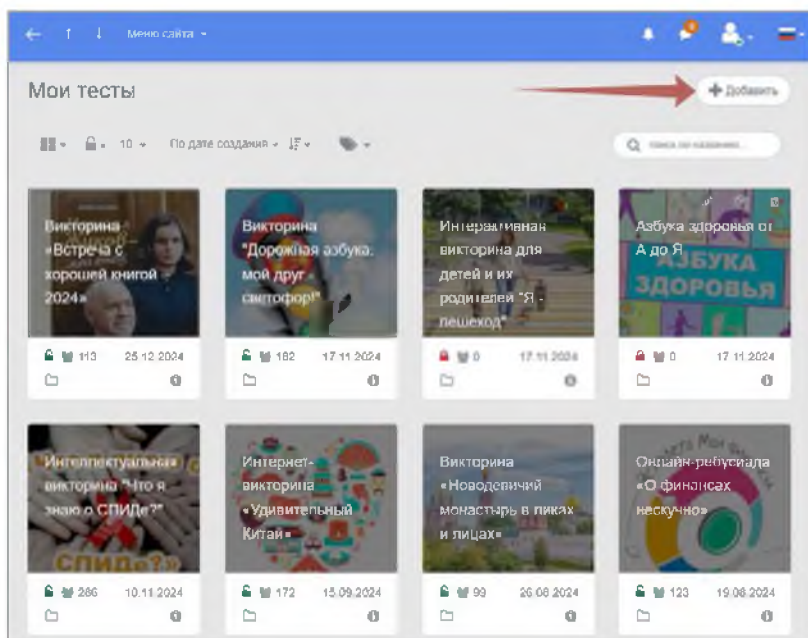 Меню сайта
Мои тесты
Добавить
10
По дате создания
поиск по названию...
Викторина
«Встреча с
хорошей книгой
2024»
113 25.12.2024
Викторина
"Дорожная азбука:
мой друг -
светофор!"
182 17.11.2024
Интерактивная
викторина для
детей и их
родителей "Я -
пешеход"
0 17.11.2024
Азбука здоровья от
А до Я
АЗБУКА
ЗДОРОВЬЯ
0 17.11.2024
Интеллектуальная
викторина "Что я
знаю о СПИДе?"
СПИДе?»
286 10.11.2024
Интернет-
викторина
«Удивительный
Китай»
172 15.09.2024
Викторина
«Новодевичий
монастырь в ликах
и лицах»
99 26.08.2024
Онлайн-ребусиада
«О финансах
нескучно»
123 19.08.2024